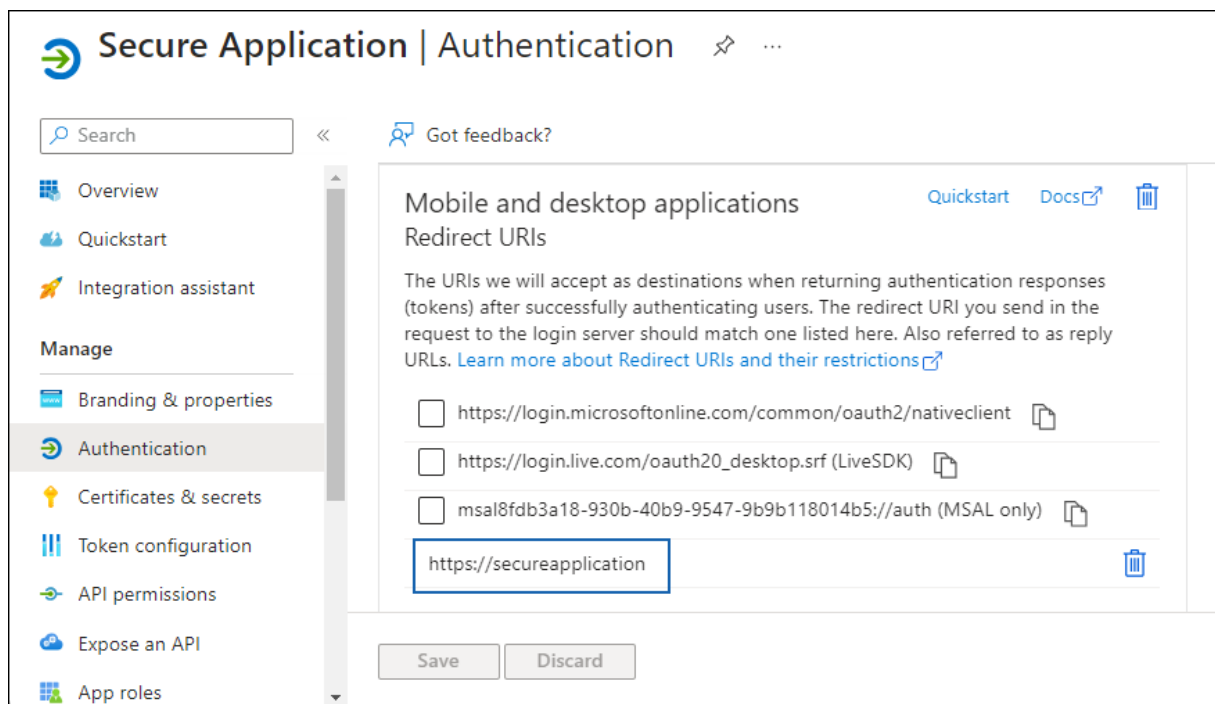 Secure Application | Authentication
Search
Got feedback?
Overview
Quickstart
Integration assistant
Manage
Branding & properties
Authentication
Certificates & secrets
Token configuration
API permissions
Expose an API
App roles
Mobile and desktop applications
Quickstart
Docs
Redirect URIs
The URIs we will accept as destinations when returning authentication responses
(tokens) after successfully authenticating users. The redirect URI you send in the
request to the login server should match one listed here. Also referred to as reply
URLs. Learn more about Redirect URIs and their restrictions
https://login.microsoftonline.com/common/oauth2/nativeclient
https://login.live.com/oauth20_desktop.srf (LiveSDK)
msal8fdb3a18-930b-40b9-9547-9b9b118014b5://auth (MSAL only)
https://secureapplication
Save
Discard